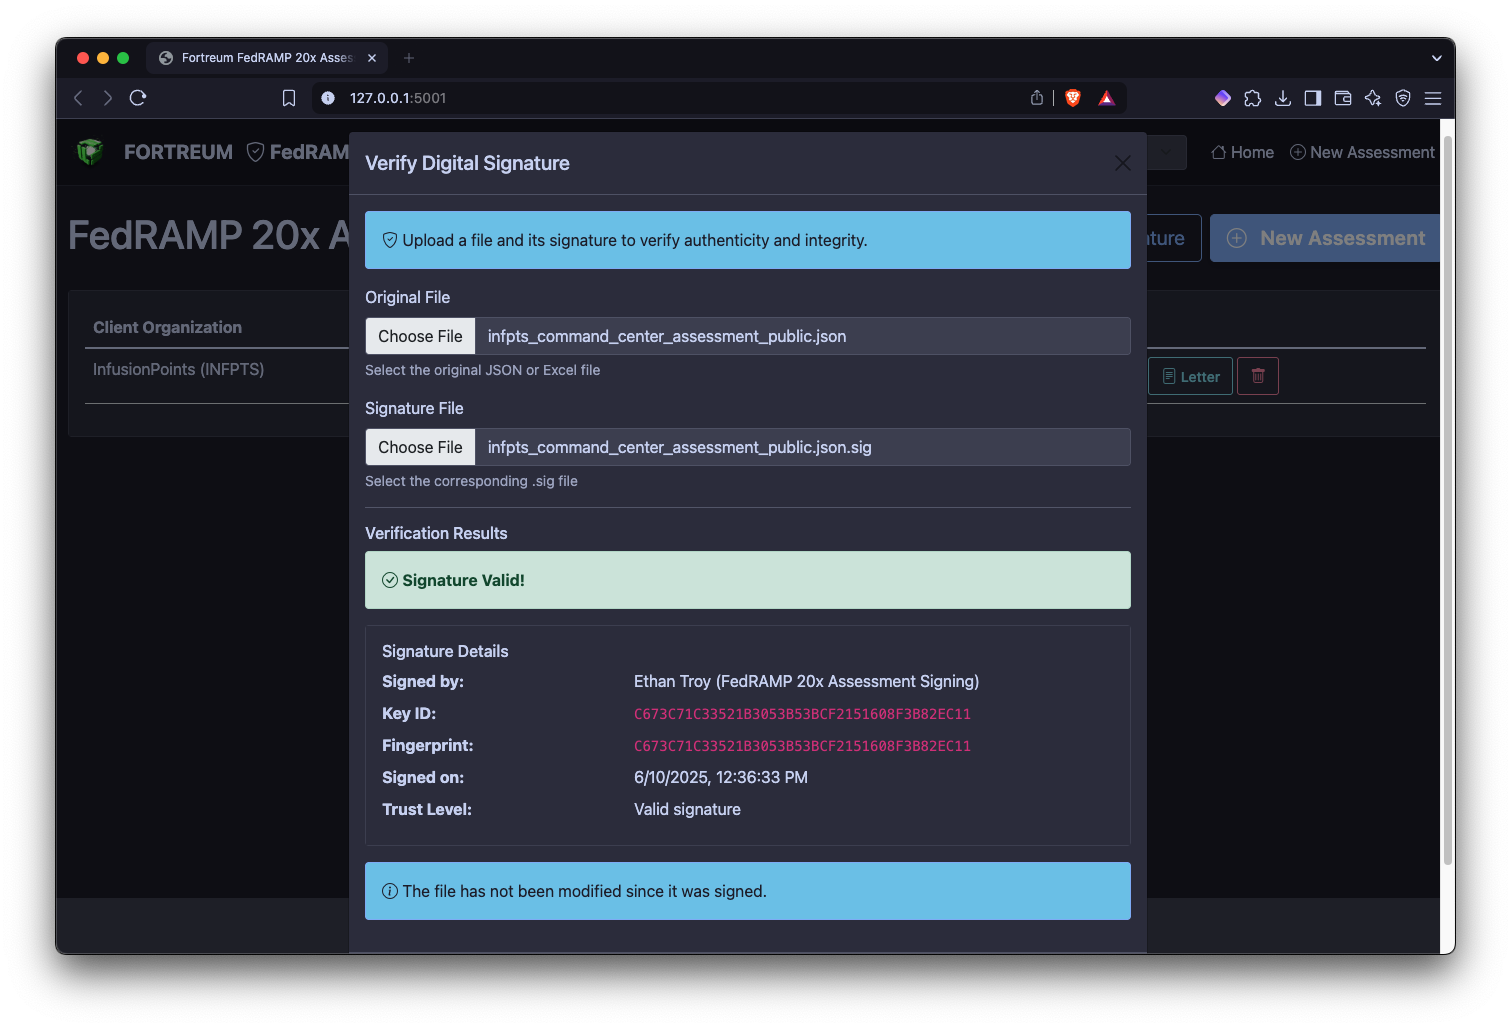 Fortreum FedRAMP 20x Asses
127.0.0.1:5001
FORTREUM FedRAM
Home New Assessment
FedRAMP 20x A
ture New Assessment
Client Organization
InfusionPoints (INFPTS)
Letter
Verify Digital Signature
Upload a file and its signature to verify authenticity and integrity.
Original File
Choose File infpts_command_center_assessment_public.json
Select the original JSON or Excel file
Signature File
Choose File infpts_command_center_assessment_public.json.sig
Select the corresponding .sig file
Verification Results
Signature Valid!
Signature Details
Signed by: Ethan Troy (FedRAMP 20x Assessment Signing)
Key ID: C673C71C33521B3053B53BCF2151608F3B82EC11
Fingerprint: C673C71C33521B3053B53BCF2151608F3B82EC11
Signed on: 6/10/2025, 12:36:33 PM
Trust Level: Valid signature
The file has not been modified since it was signed.